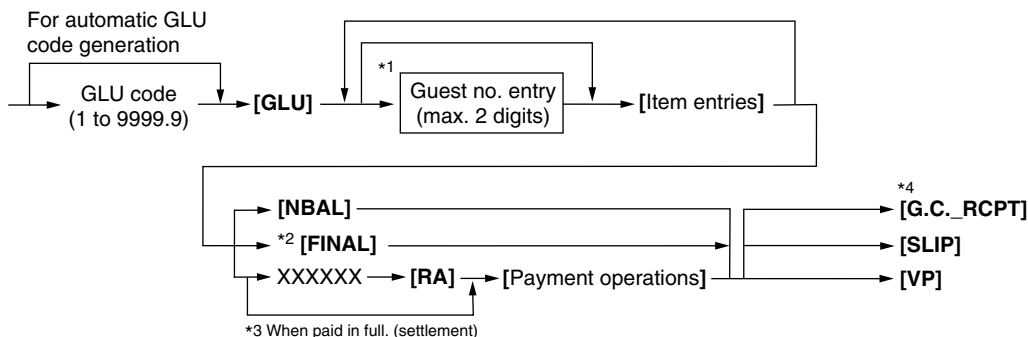 For automatic GLU
code generation
GLU code
(1 to 9999.9)
[GLU]
*1
Guest no. entry
(max. 2 digits)
[Item entries]
[NBAL]
*2 [FINAL]
XXXXXX
[RA]
[Payment operations]
*3 When paid in full. (settlement)
*4
[G.C._RCPT]
[SLIP]
[VP]